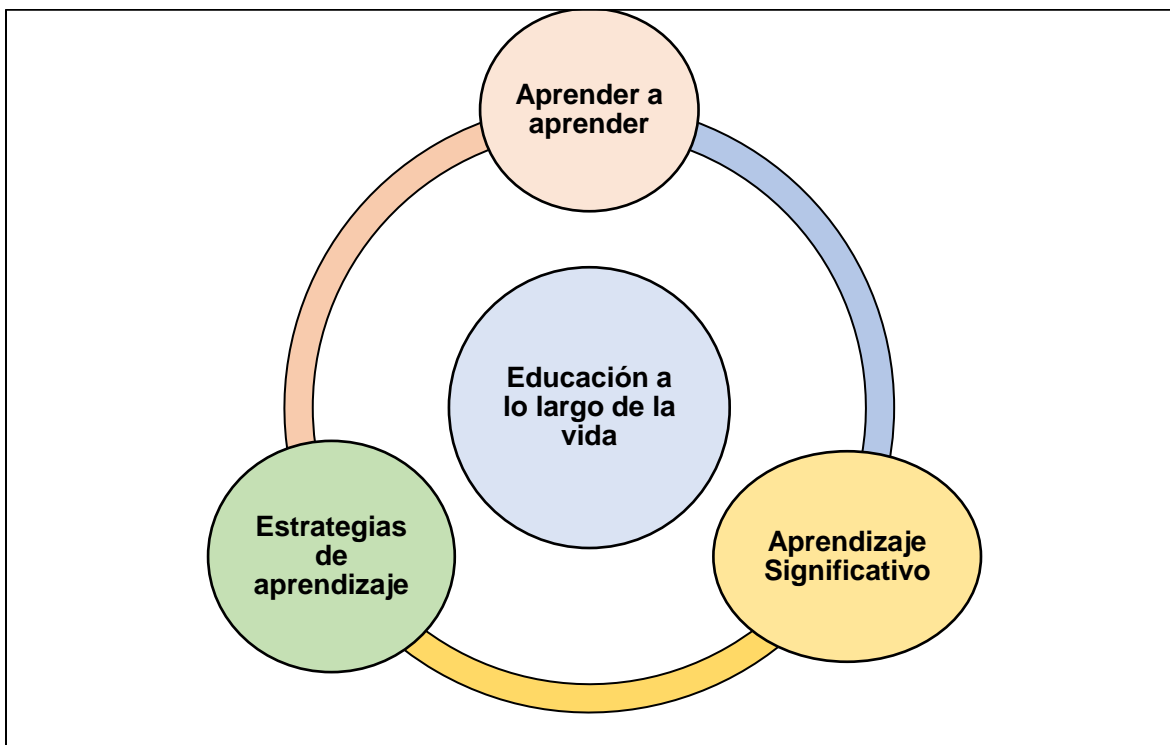 Aprender a
aprender
Educación a
lo largo de la
vida
Estrategias
de
aprendizaje
Aprendizaje
Significativo